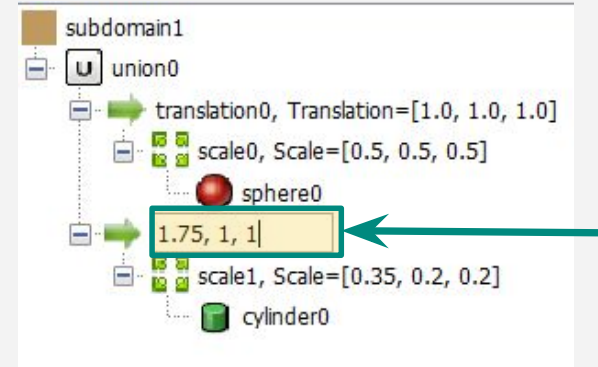 subdomain1
U union0
translation0, Translation=[1.0, 1.0, 1.0]
scale0, Scale=[0.5, 0.5, 0.5]
sphere0
1.75, 1, 1
scale1, Scale=[0.35, 0.2, 0.2]
cylinder0